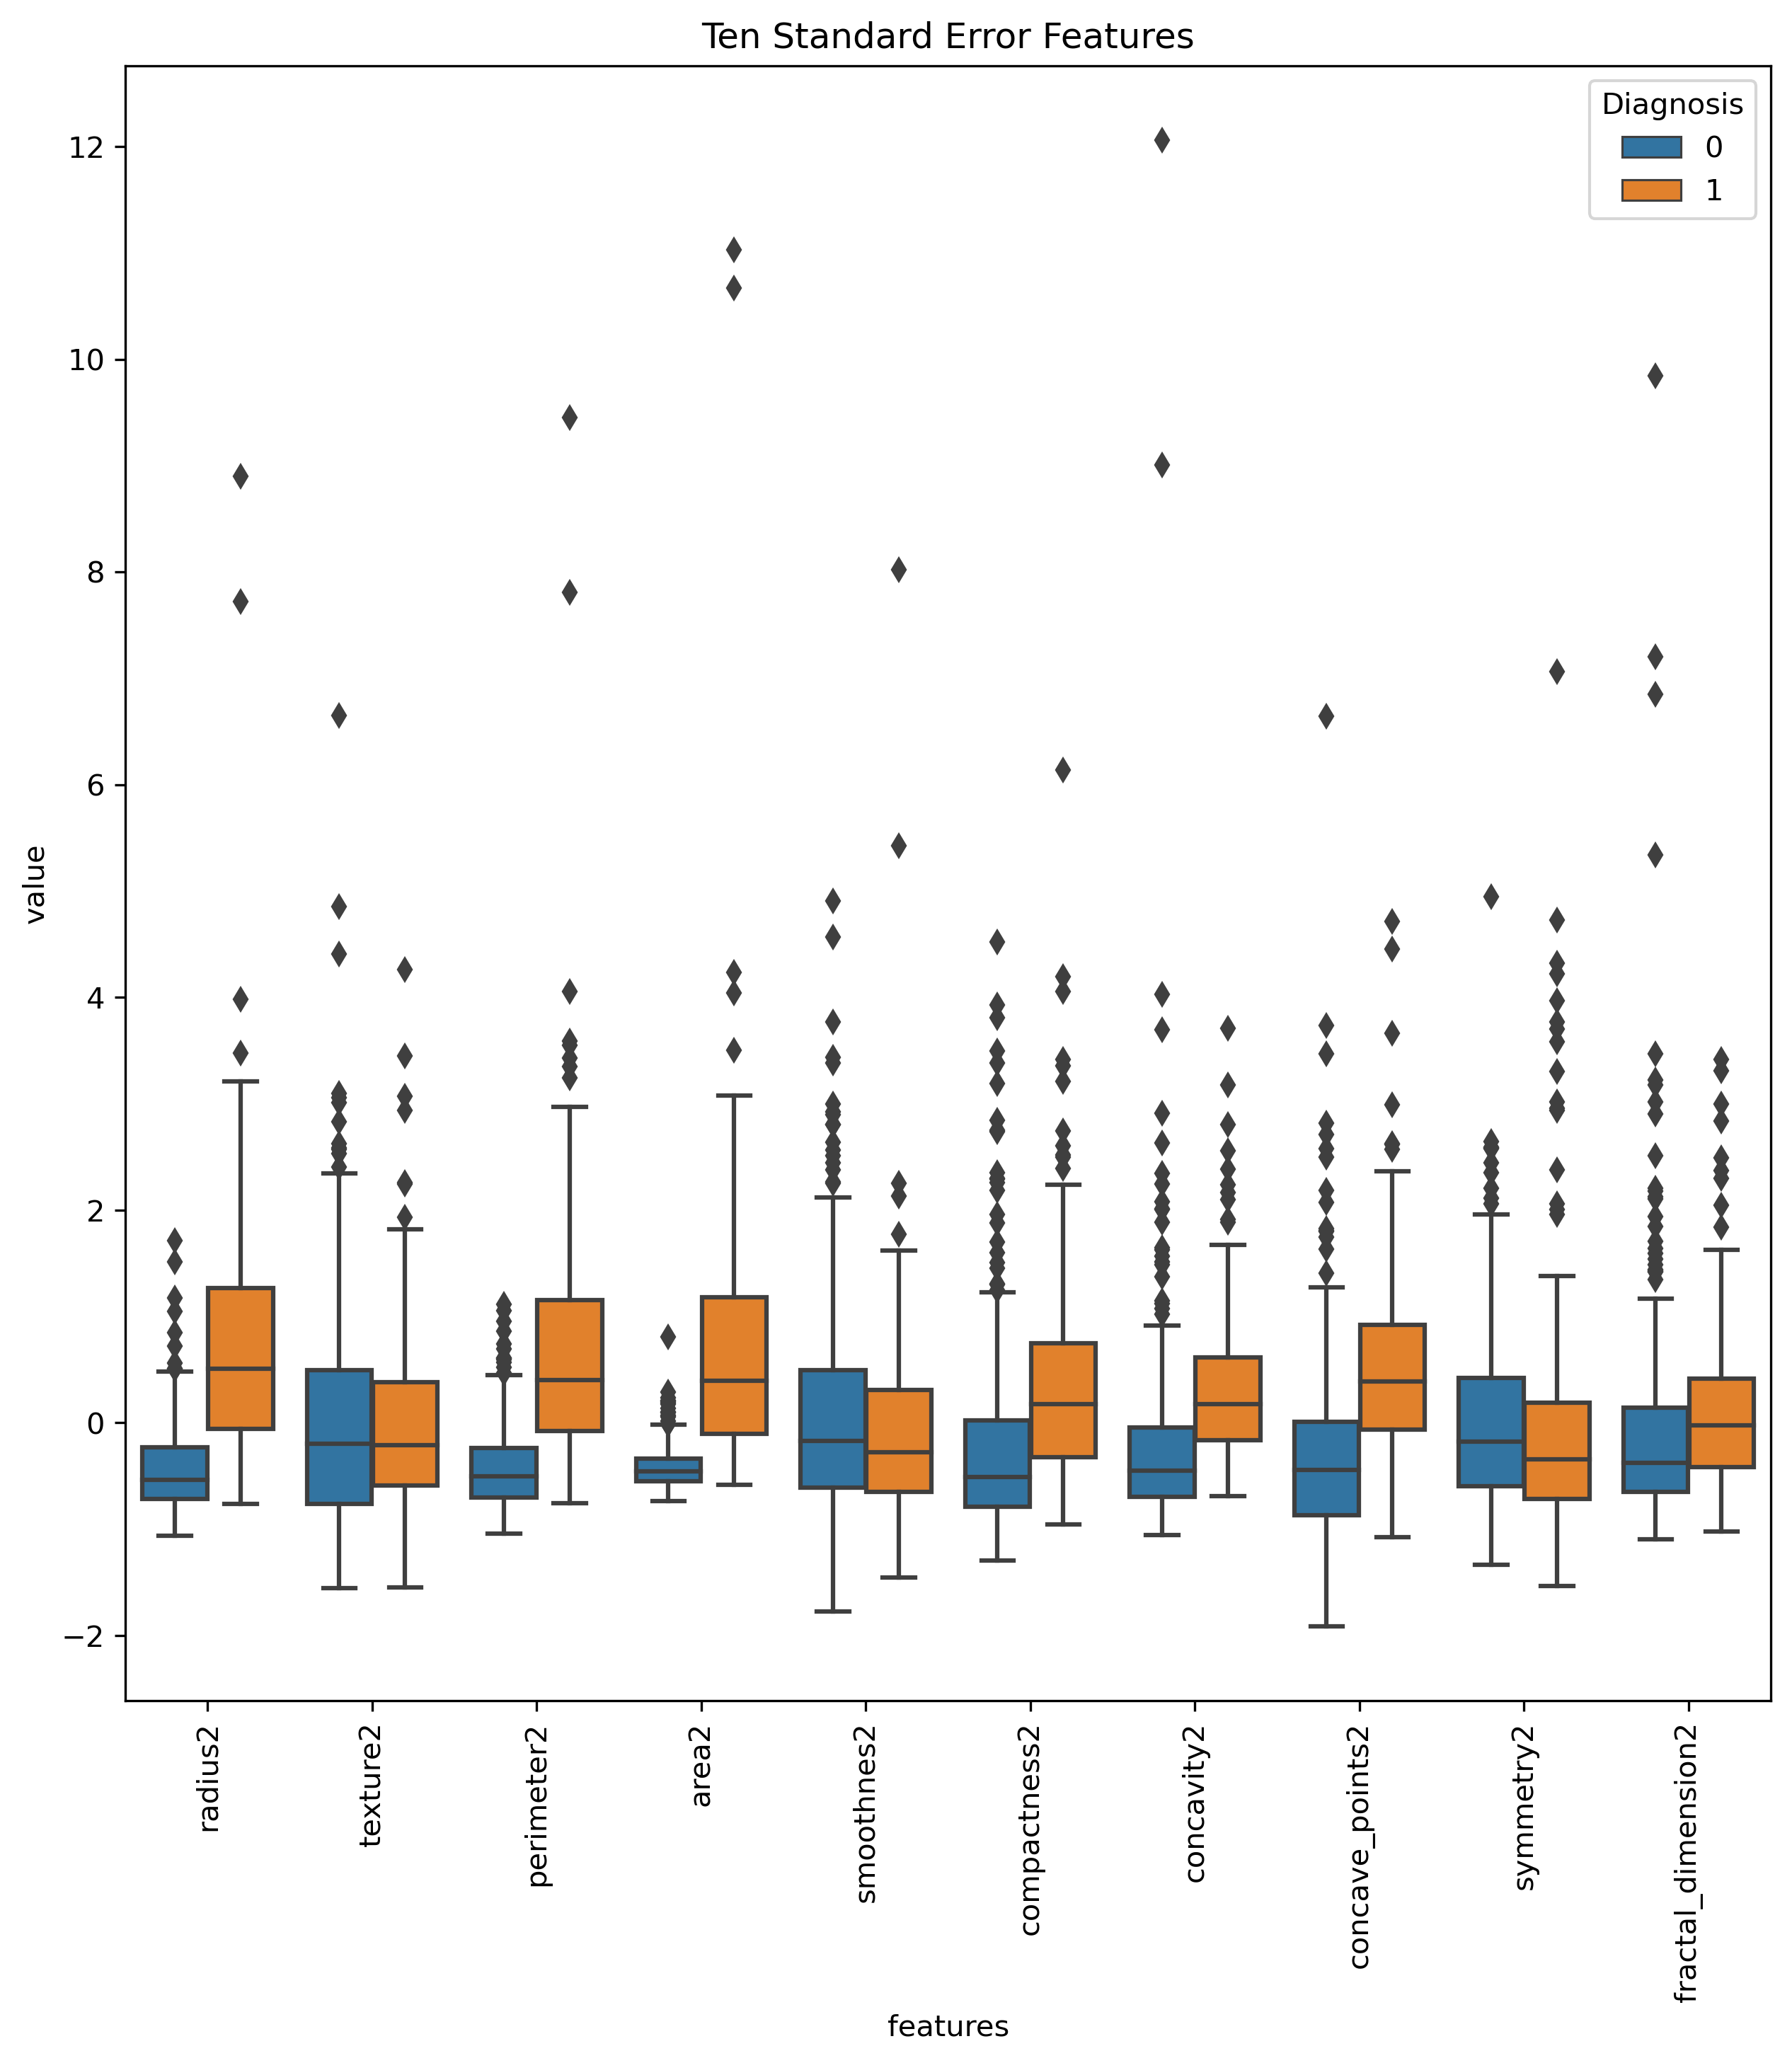 Ten Standard Error Features
Diagnosis
0
1
12
10
8
6
4
2
0
−2
value
radius2
texture2
perimeter2
area2
smoothnes2
compactness2
concavity2
concave_points2
symmetry2
fractal_dimension2
features